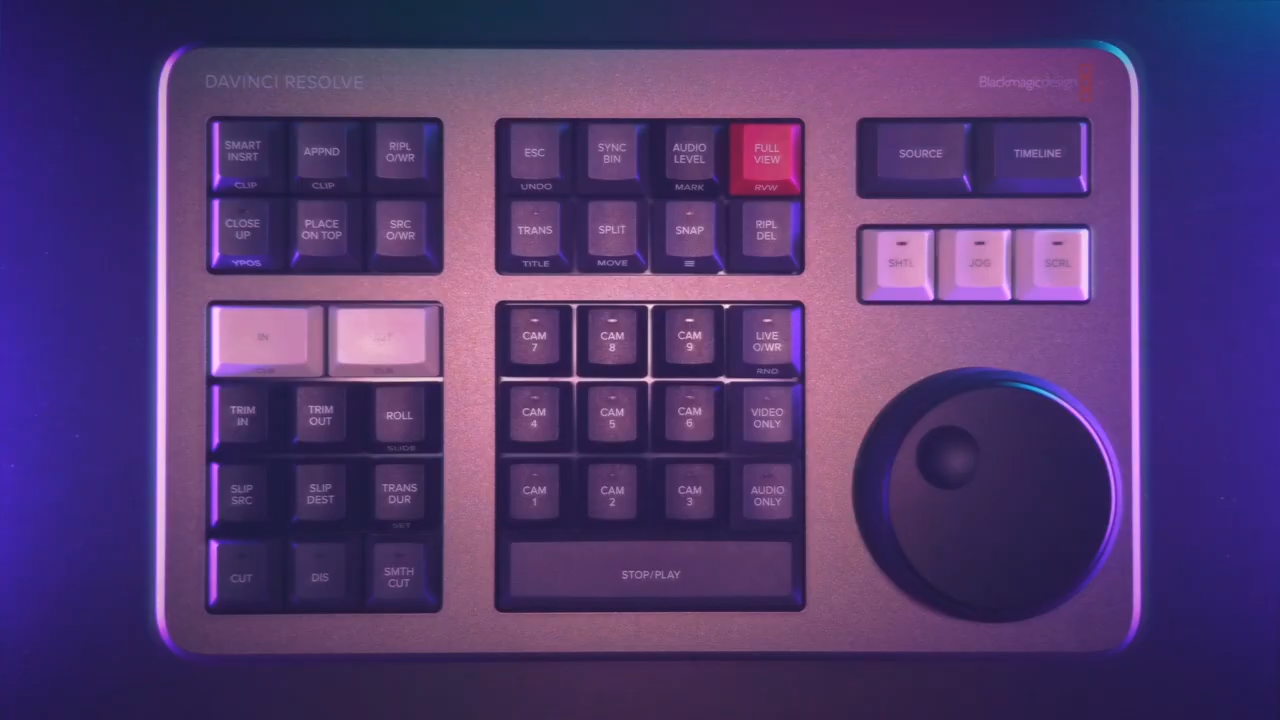 DAVINCI RESOLVE
Blackmagicdesign
SMART
INSRT
CLIP
APPND
CLIP
RIPL
O/WR
CLOSE
UP
YPOS
PLACE
ON TOP
SRC
O/WR
ESC
UNDO
SYNC
BIN
AUDIO
LEVEL
MARK
FULL
VIEW
RVW
TRANS
TITLE
SPLIT
MOVE
SNAP
RIPL
DEL
SOURCE
TIMELINE
SHTL
JOG
SCRL
IN
CLIP
OUT
CLIP
TRIM
IN
TRIM
OUT
ROLL
SLIDE
SLIP
SRC
SLIP
DEST
TRANS
DUR
SET
CUT
DIS
SMTH
CUT
CAM
7
CAM
8
CAM
9
LIVE
O/WR
RND
CAM
4
CAM
5
CAM
6
VIDEO
ONLY
CAM
1
CAM
2
CAM
3
AUDIO
ONLY
STOP/PLAY